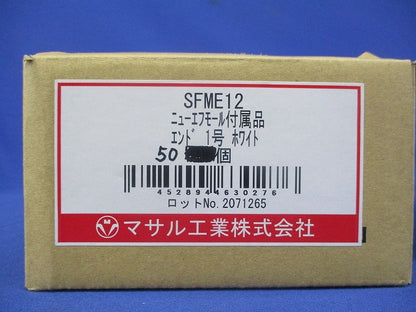 SFME12
ニューエフモール付属品
エンド 1号 ホワイト
50 個
4528944630276
ロットNo.2071265
マサル工業株式会社